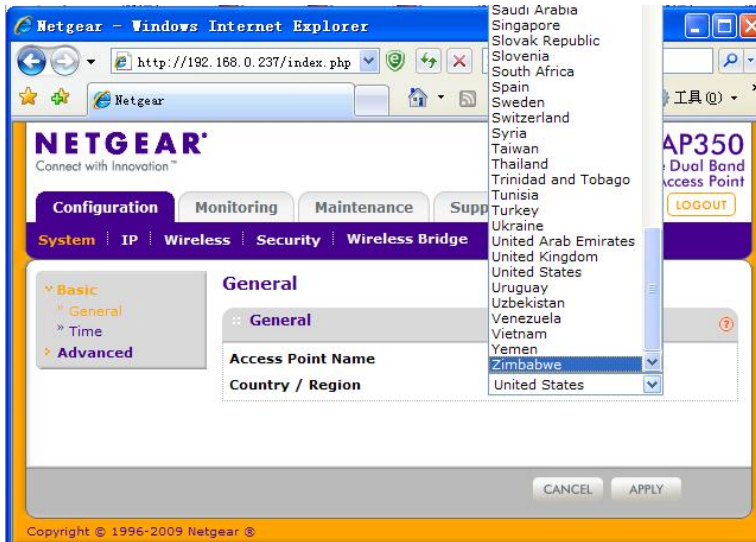 Netgear - Windows Internet Explorer
http://192.168.0.237/index.php
Netgear
工具(O)
NETGEAR
Connect with Innovation™
AP350
Dual Band
Access Point
LOGOUT
Configuration
Monitoring
Maintenance
Supp
System
IP
Wireless
Security
Wireless Bridge
Basic
General
Time
Advanced
General
General
Access Point Name
Country / Region
Saudi Arabia
Singapore
Slovak Republic
Slovenia
South Africa
Spain
Sweden
Switzerland
Syria
Taiwan
Thailand
Trinidad and Tobago
Tunisia
Turkey
Ukraine
United Arab Emirates
United Kingdom
United States
Uruguay
Uzbekistan
Venezuela
Vietnam
Yemen
Zimbabwe
United States
CANCEL
APPLY
Copyright © 1996-2009 Netgear ®